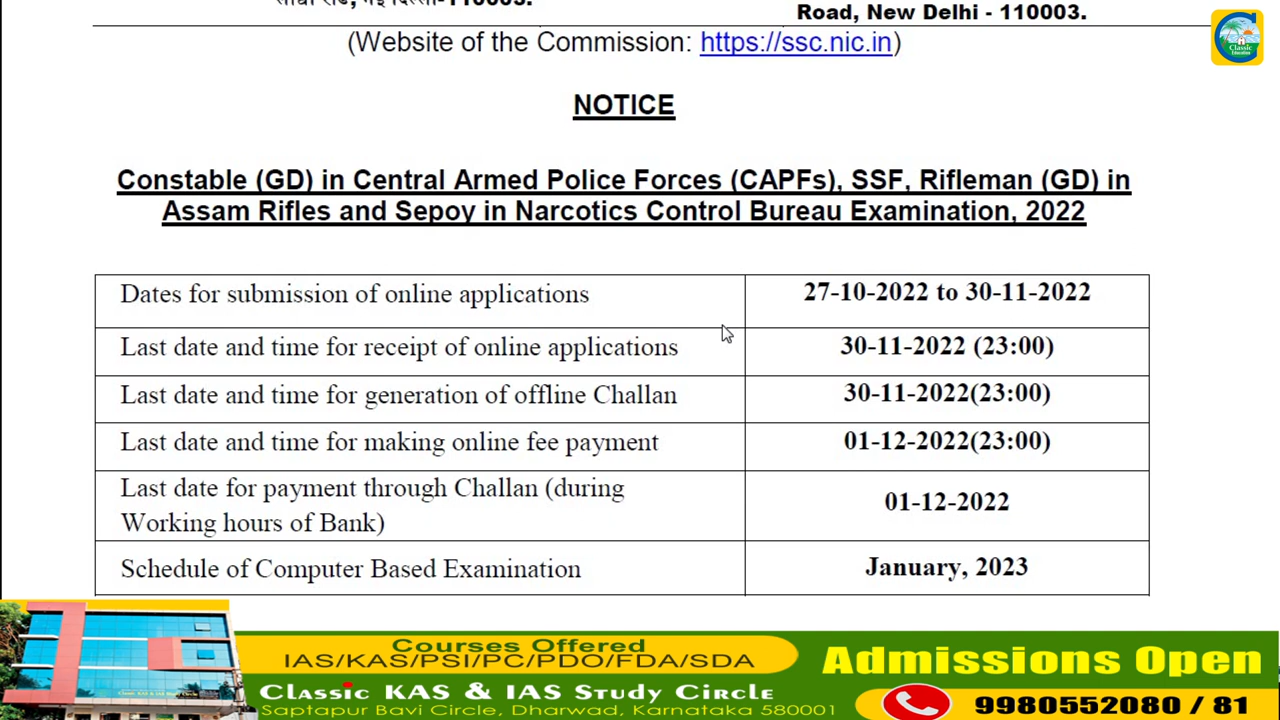 110003.
Road, New Delhi - 110003.
(Website of the Commission: https://ssc.nic.in)
Classic
Education
NOTICE
Constable (GD) in Central Armed Police Forces (CAPFs), SSF, Rifleman (GD) in
Assam Rifles and Sepoy in Narcotics Control Bureau Examination, 2022
Dates for submission of online applications 27-10-2022 to 30-11-2022
Last date and time for receipt of online applications 30-11-2022 (23:00)
Last date and time for generation of offline Challan 30-11-2022(23:00)
Last date and time for making online fee payment 01-12-2022(23:00)
Last date for payment through Challan (during
Working hours of Bank) 01-12-2022
Schedule of Computer Based Examination January, 2023
Courses Offered
IAS/KAS/PSI/PC/PDO/FDA/SDA
Classic KAS & IAS Study Circle
Saptapur Bavi Circle, Dharwad, Karnataka 580001
Admissions Open
9980552080 / 81